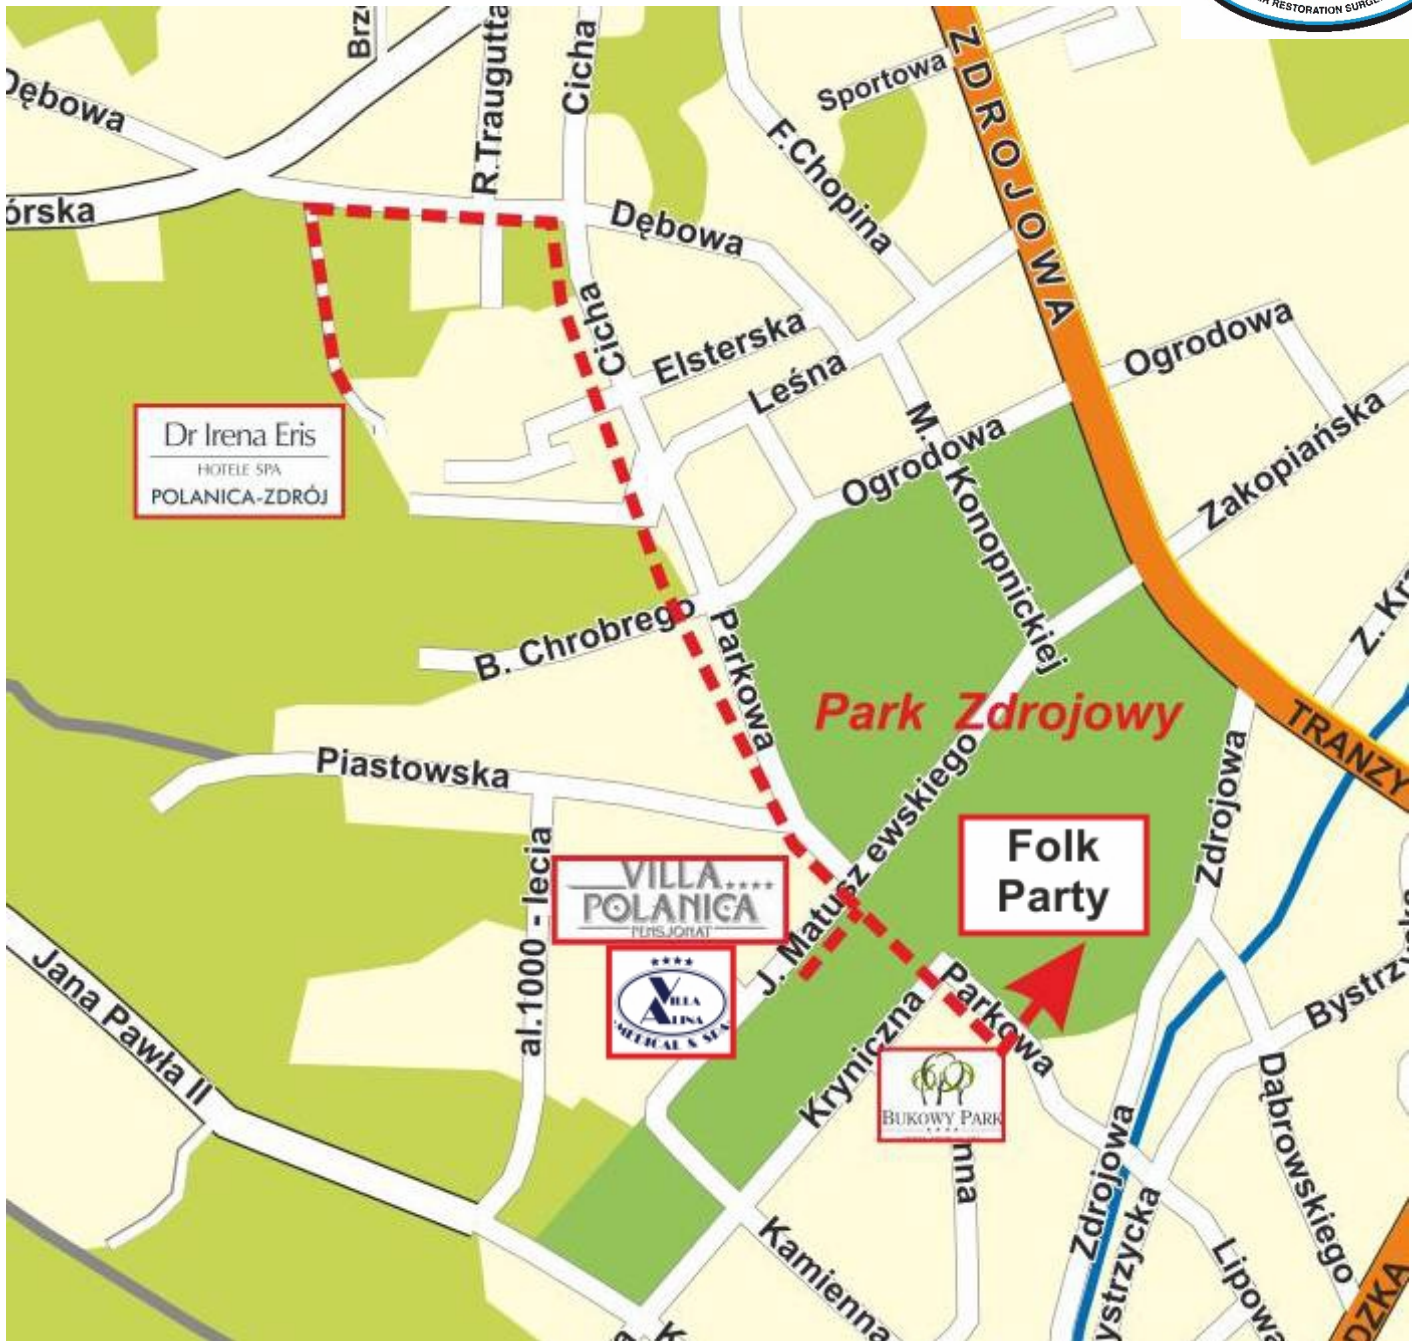 R RESTORATION SURGE
ZDROJOWA
Brz
R.Traugutta
Cicha
Sportowa
Dębowa
F.Chopina
órska
Dębowa
Cicha
Elsterska
Leśna
Ogrodowa
Dr Irena Eris
HOTELE SPA
POLANICA-ZDRÓJ
M. Konopnickiej
Ogrodowa
Zakopiańska
B. Chrobrego
Parkowa
Z. Kr
Park Zdrojowy
TRANZY
Piastowska
Zdrojowa
J. Matusz ewskiego
Folk
Party
al.1000 - lecia
VILLA
POLANICA
PENSJONAT
VILLA
ALINA
MEDICAL & SPA
Jana Pawła II
Kryniczna
Parkowa
Bystrzy
BUKOWY PARK
nna
Dąbrowskiego
Zdrojowa
ystrzycka
Kamienna
Lipowa
DZKA